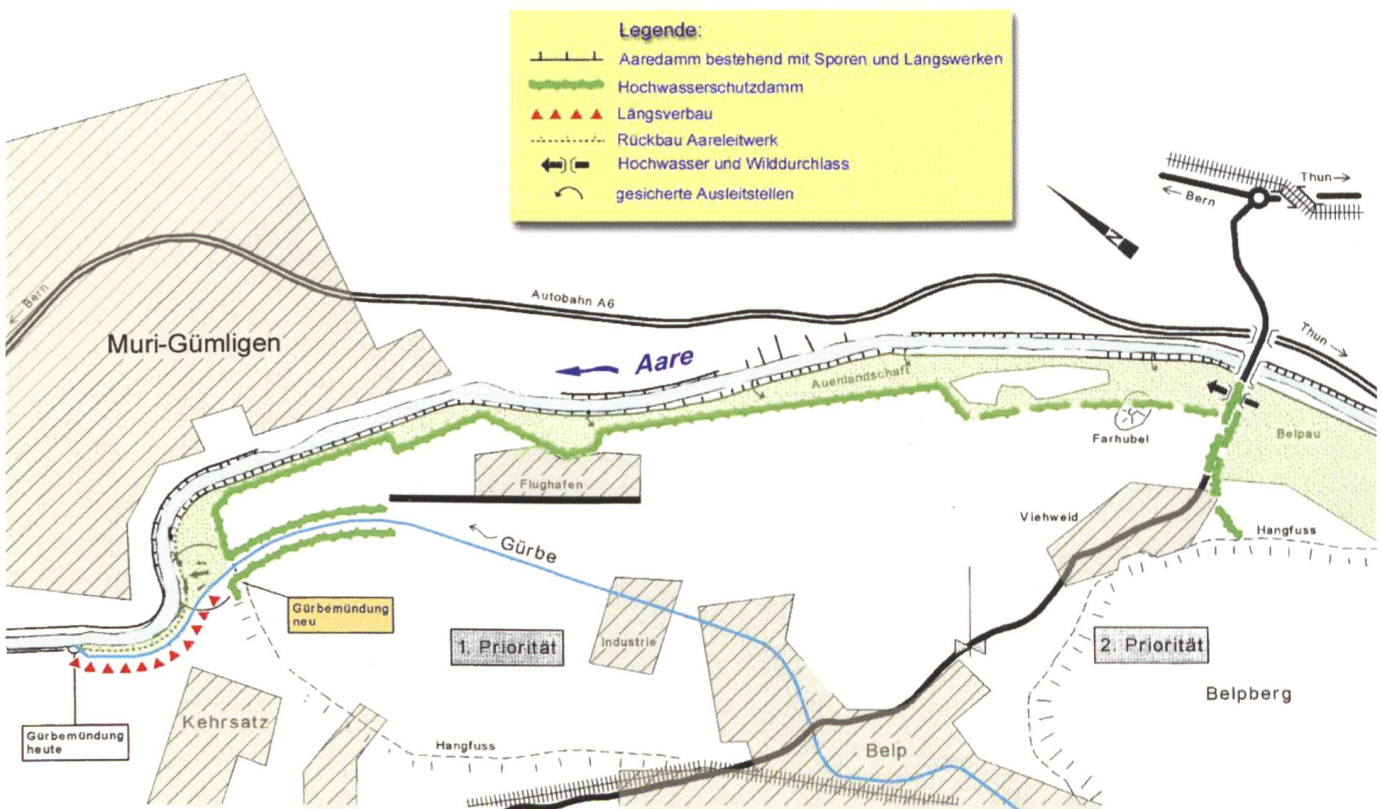 Legende:
Aaredamm bestehend mit Sporen und Längswerken
Hochwasserschutzdamm
Längsverbau
Rückbau Aareleitwerk
Hochwasser und Wilddurchlass
gesicherte Ausleitstellen
Thun
Bern
N
Bern
Autobahn A6
Thun
Muri-Gümligen
Aare
Auenlandschaft
Farhubel
Belpau
Flughafen
Viehweid
Hangfuss
Gürbe
Gürbemündung
neu
1. Priorität
Industrie
2. Priorität
Belpberg
Kehrsatz
Gürbemündung
heute
Hangfuss
Belp